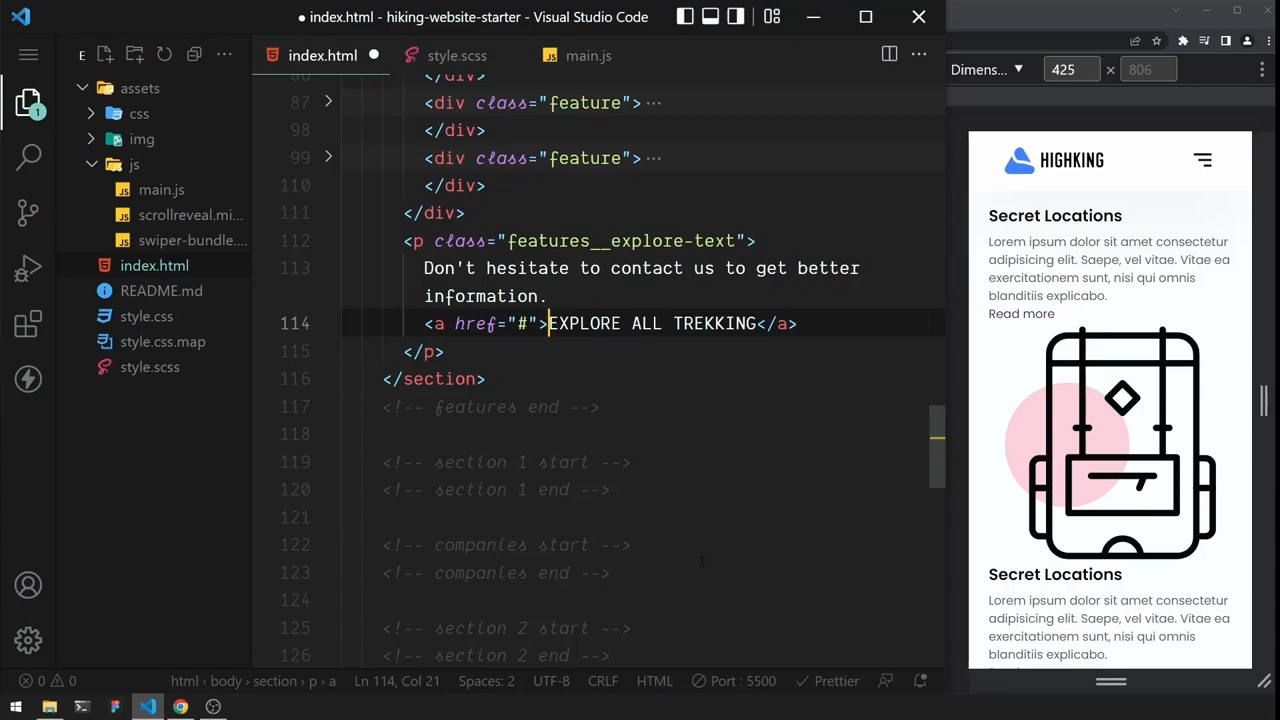 index.html - hiking-website-starter - Visual Studio Code
E
assets
css
img
js
main.js
scrollreveal.mi...
swiper-bundle....
index.html
README.md
style.css
style.css.map
style.scss
1
index.html
style.scss
main.js
</div>
87 <div class="feature"> ...
98 </div>
99 <div class="feature"> ...
110 </div>
111 </div>
112 <p class="features__explore-text">
113 Don't hesitate to contact us to get better
information.
114 <a href="#">EXPLORE ALL TREKKING</a>
115 </p>
116 </section>
117 <!-- features end -->
118
119 <!-- section 1 start -->
120 <!-- section 1 end -->
121
122 <!-- companies start -->
123 <!-- companies end -->
124
125 <!-- section 2 start -->
126 <!-- section 2 end -->
0 0 html › body › section › p › a Ln 114, Col 21 Spaces: 2 UTF-8 CRLF HTML Port : 5500 Prettier
Dimens... 425 × 806
HIGHKING
Secret Locations
Lorem ipsum dolor sit amet consectetur
adipisicing elit. Saepe, vel vitae. Vitae ea
exercitationem sunt, nisi qui omnis
blanditiis explicabo.
Read more
Secret Locations
Lorem ipsum dolor sit amet consectetur
adipisicing elit. Saepe, vel vitae. Vitae ea
exercitationem sunt, nisi qui omnis
blanditiis explicabo.